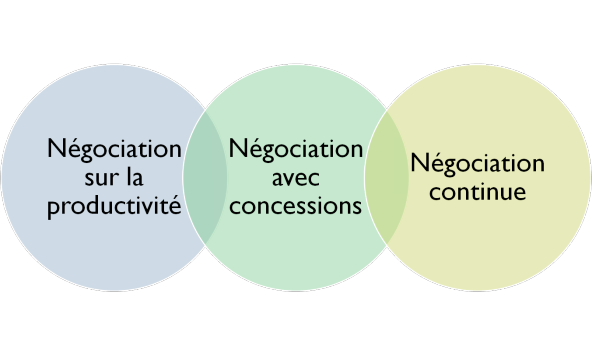 Négociation
sur la
productivité
Négociation
avec
concessions
Négociation
continue